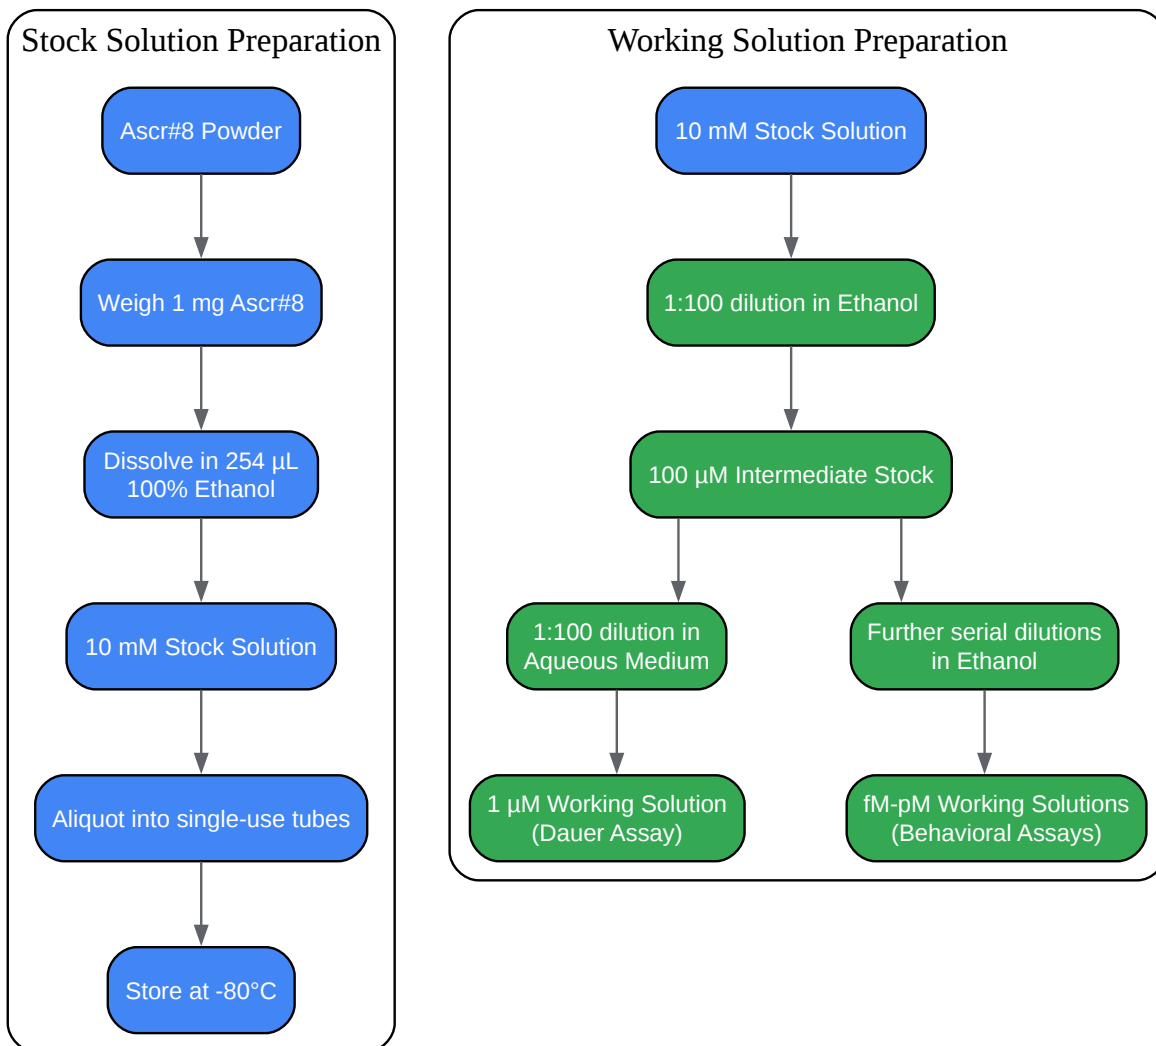 Stock Solution Preparation
Ascr#8 Powder
Weigh 1 mg Ascr#8
Dissolve in 254 µL
100% Ethanol
10 mM Stock Solution
Aliquot into single-use tubes
Store at -80°C
Working Solution Preparation
10 mM Stock Solution
1:100 dilution in Ethanol
100 µM Intermediate Stock
1:100 dilution in
Aqueous Medium
1 µM Working Solution
(Dauer Assay)
Further serial dilutions
in Ethanol
fM-pM Working Solutions
(Behavioral Assays)